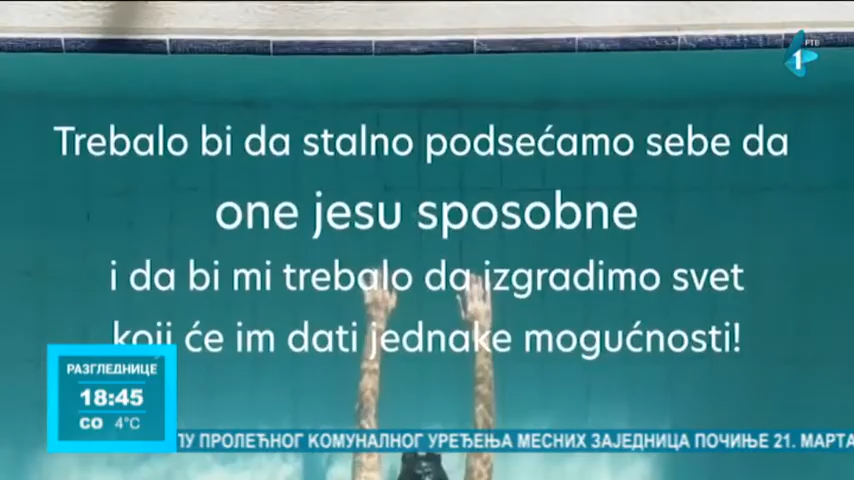 РТВ
1
Trebalo bi da stalno podsećamo sebe da
one jesu sposobne
i da bi mi trebalo da izgradimo svet
koji će im dati jednake mogućnosti!
РАЗГЛЕДНИЦЕ
18:45
СО 4°C
ПРОЛЕЋНОГ КОМУНАЛНОГ УРЕЂЕЊА МЕСНИХ ЗАЈЕДНИЦА ПОЧИЊЕ 21. МАРТА